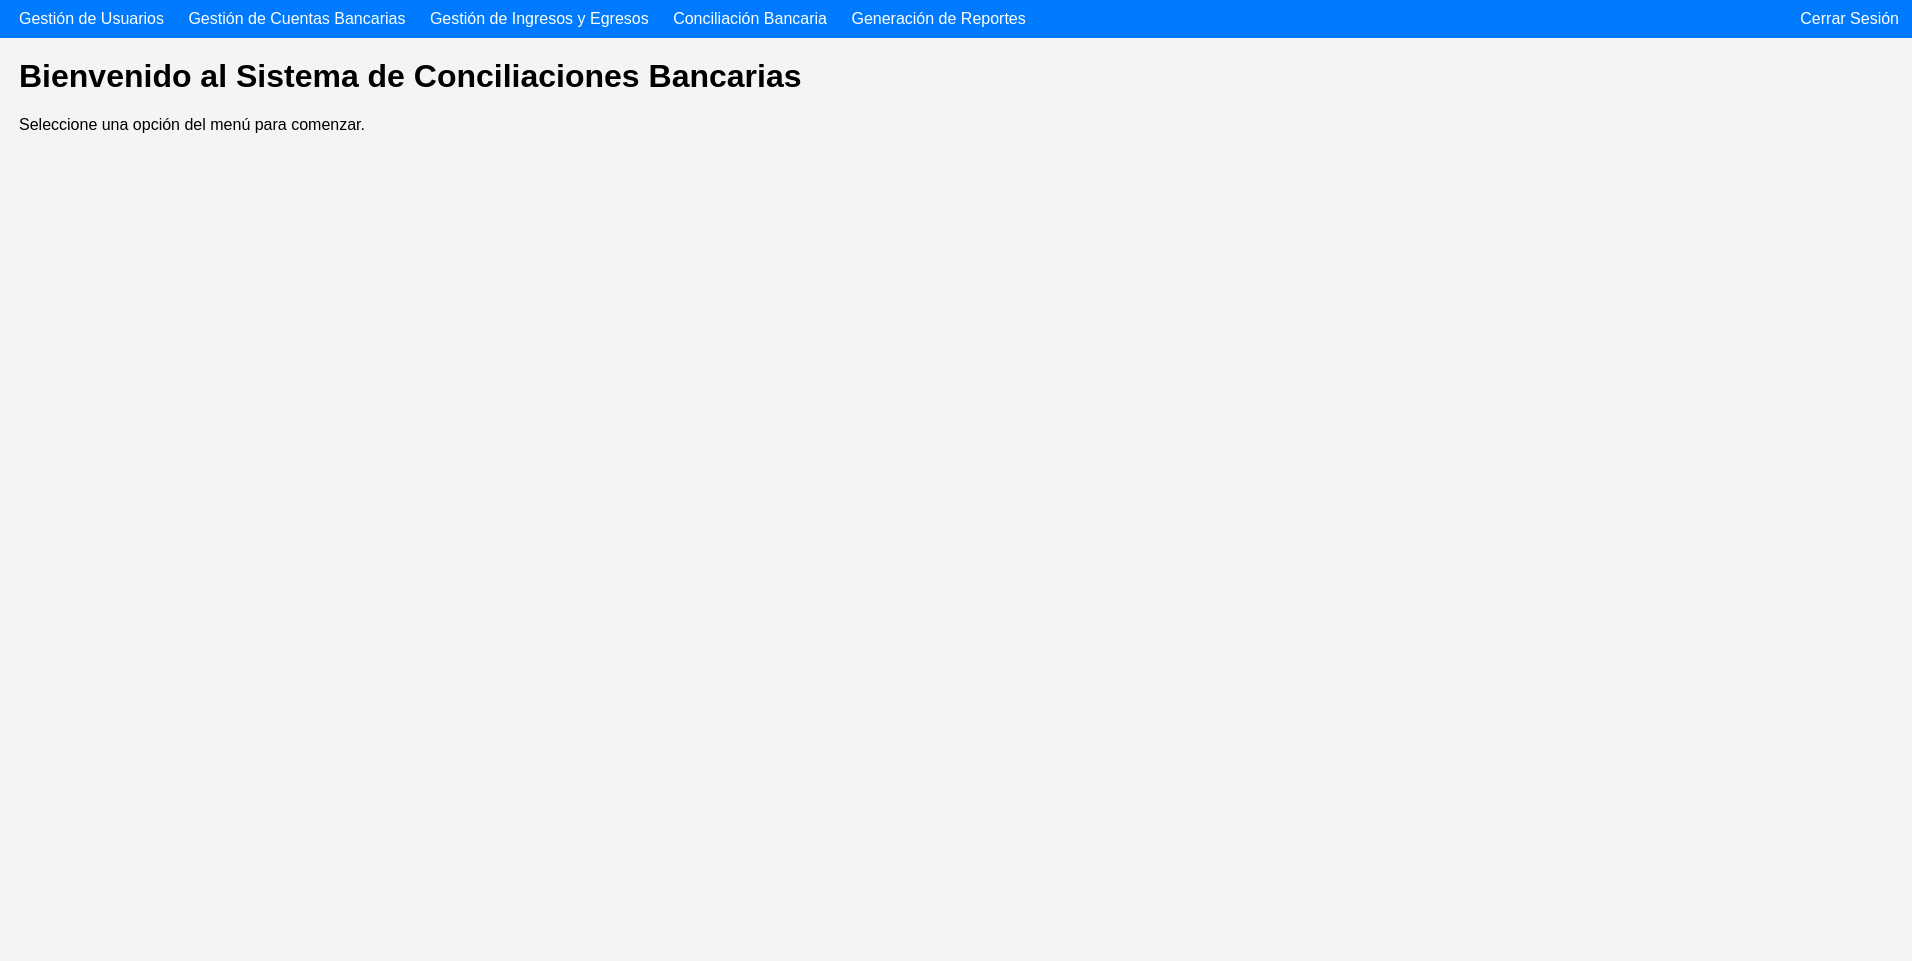 Gestión de Usuarios Gestión de Cuentas Bancarias Gestión de Ingresos y Egresos Conciliación Bancaria Generación de Reportes Cerrar Sesión
Bienvenido al Sistema de Conciliaciones Bancarias
Seleccione una opción del menú para comenzar.